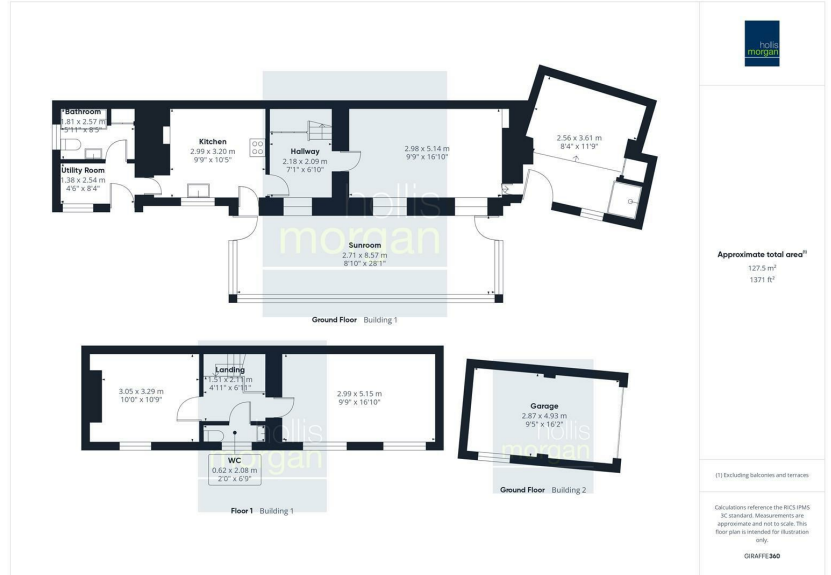 Bathroom
1.81 x 2.57 m
5'11" x 8'5"
Utility Room
1.38 x 2.54 m
4'6" x 8'4"
Kitchen
2.99 x 3.20 m
9'9" x 10'5"
Hallway
2.18 x 2.09 m
7'1" x 6'10"
2.98 x 5.14 m
9'9" x 16'10"
2.56 x 3.61 m
8'4" x 11'9"
hollis
morgan
Sunroom
2.71 x 8.57 m
8'10" x 28'1"
Ground Floor Building 1
3.05 x 3.29 m
10'0" x 10'9"
Landing
1.51 x 2.11 m
4'11" x 6'11"
2.99 x 5.15 m
9'9" x 16'10"
hollis
morgan
WC
0.62 x 2.08 m
2'0" x 6'9"
Floor 1 Building 1
Garage
2.87 x 4.93 m
9'5" x 16'2"
hollis
morgan
Ground Floor Building 2
hollis
morgan
Approximate total area(1)
127.5 m²
1371 ft²
(1) Excluding balconies and terraces
Calculations reference the RICS IPMS
3C standard. Measurements are
approximate and not to scale. This
floor plan is intended for illustration
only.
GIRAFFE360